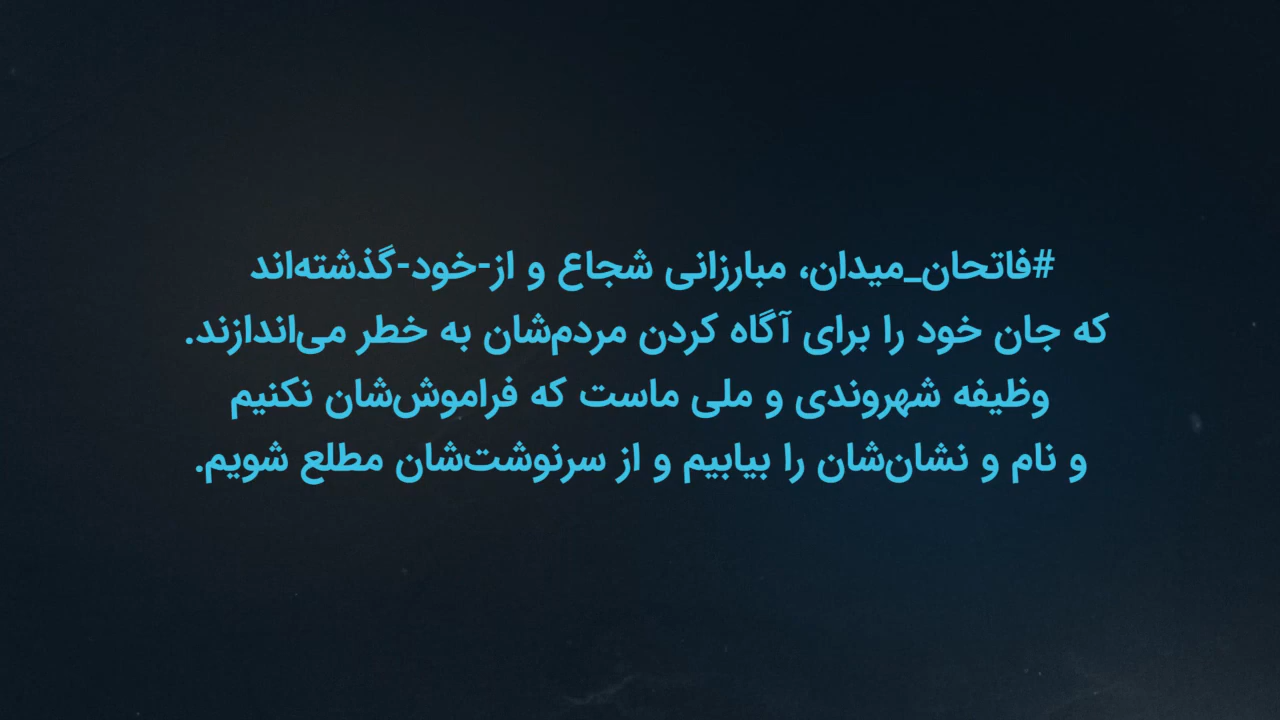 #فاتحان_میدان، مبارزانی شجاع و از-خود-گذشته‌اند
که جان خود را برای آگاه کردن مردم‌شان به خطر می‌اندازند.
وظیفه شهروندی و ملی ماست که فراموش‌شان نکنیم
و نام و نشان‌شان را بیابیم و از سرنوشت‌شان مطلع شویم.